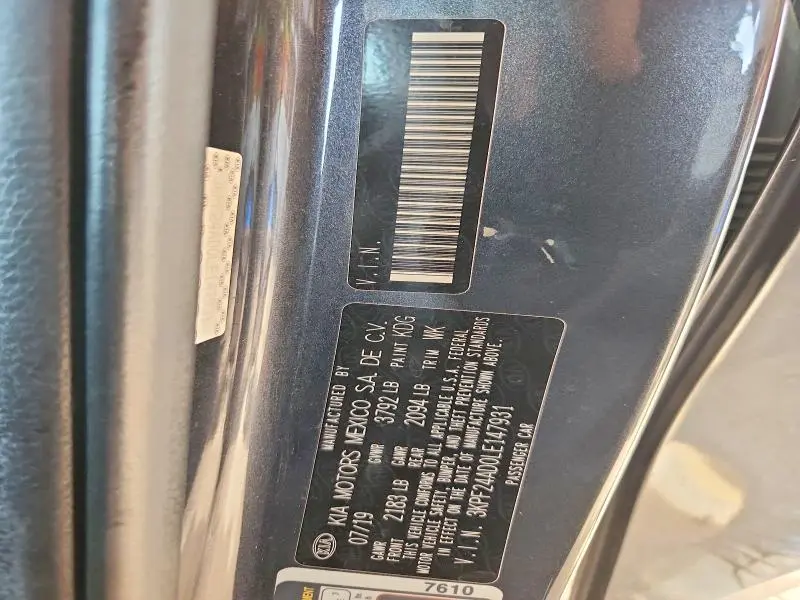 V.I.N.
MANUFACTURED BY
KIA KIA MOTORS MEXICO S.A. DE C.V.
07/19 GVWR 3792 LB PAINT KDG
GAWR FRONT 2183 LB GAWR REAR 2094 LB TRIM WK
THIS VEHICLE CONFORMS TO ALL APPLICABLE U.S.A. FEDERAL
MOTOR VEHICLE SAFETY, BUMPER, AND THEFT PREVENTION STANDARDS
IN EFFECT ON THE DATE OF MANUFACTURE SHOWN ABOVE.
V.I.N. 3KPF24AD0LE147931
PASSENGER CAR
7610